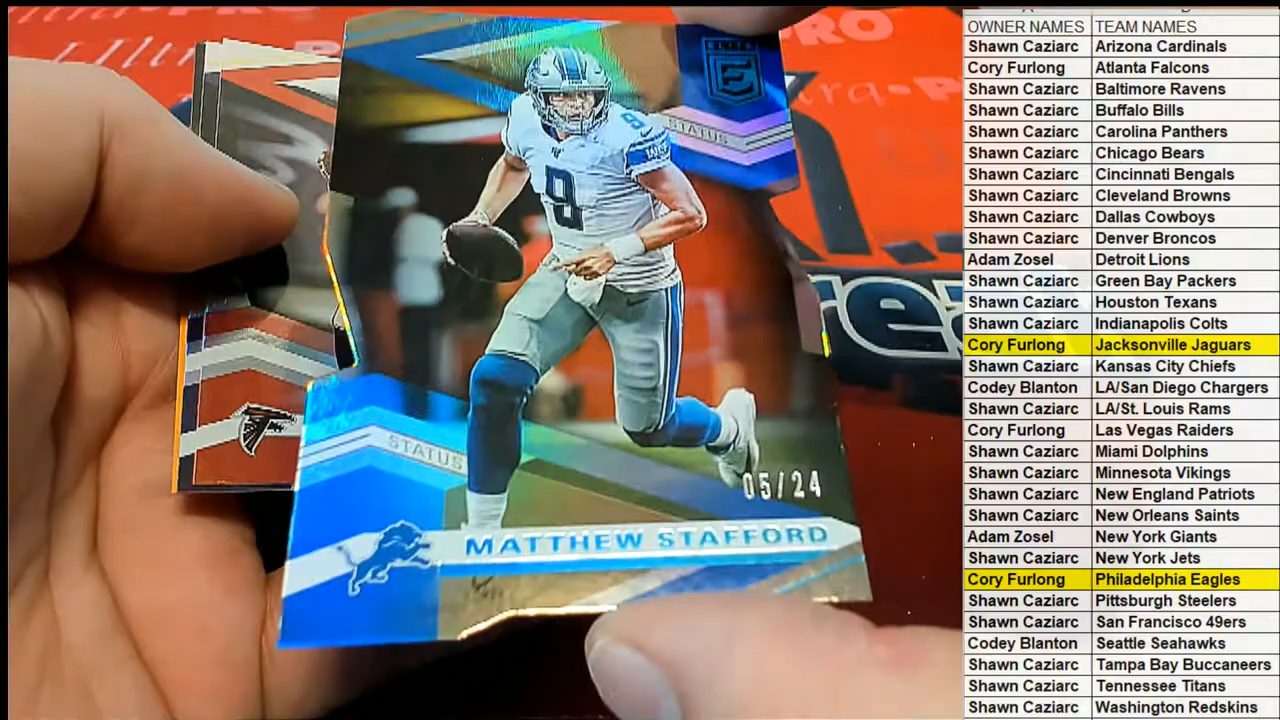 PRO
ELITE
E
STATUS
9
9
STATUS
05/24
MATTHEW STAFFORD
OWNER NAMES TEAM NAMES
Shawn Caziarc Arizona Cardinals
Cory Furlong Atlanta Falcons
Shawn Caziarc Baltimore Ravens
Shawn Caziarc Buffalo Bills
Shawn Caziarc Carolina Panthers
Shawn Caziarc Chicago Bears
Shawn Caziarc Cincinnati Bengals
Shawn Caziarc Cleveland Browns
Shawn Caziarc Dallas Cowboys
Shawn Caziarc Denver Broncos
Adam Zosel Detroit Lions
Shawn Caziarc Green Bay Packers
Shawn Caziarc Houston Texans
Shawn Caziarc Indianapolis Colts
Cory Furlong Jacksonville Jaguars
Shawn Caziarc Kansas City Chiefs
Codey Blanton LA/San Diego Chargers
Shawn Caziarc LA/St. Louis Rams
Cory Furlong Las Vegas Raiders
Shawn Caziarc Miami Dolphins
Shawn Caziarc Minnesota Vikings
Shawn Caziarc New England Patriots
Shawn Caziarc New Orleans Saints
Adam Zosel New York Giants
Shawn Caziarc New York Jets
Cory Furlong Philadelphia Eagles
Shawn Caziarc Pittsburgh Steelers
Shawn Caziarc San Francisco 49ers
Codey Blanton Seattle Seahawks
Shawn Caziarc Tampa Bay Buccaneers
Shawn Caziarc Tennessee Titans
Shawn Caziarc Washington Redskins